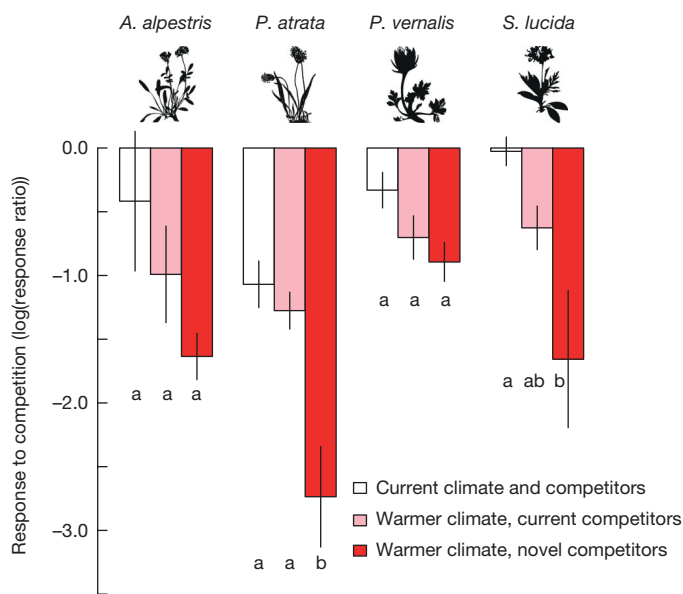 A. alpestris P. atrata P. vernalis S. lucida
Response to competition (log(response ratio))
0.0
–1.0
–2.0
–3.0
a a a
a a b
a a a
a ab b
Current climate and competitors
Warmer climate, current competitors
Warmer climate, novel competitors